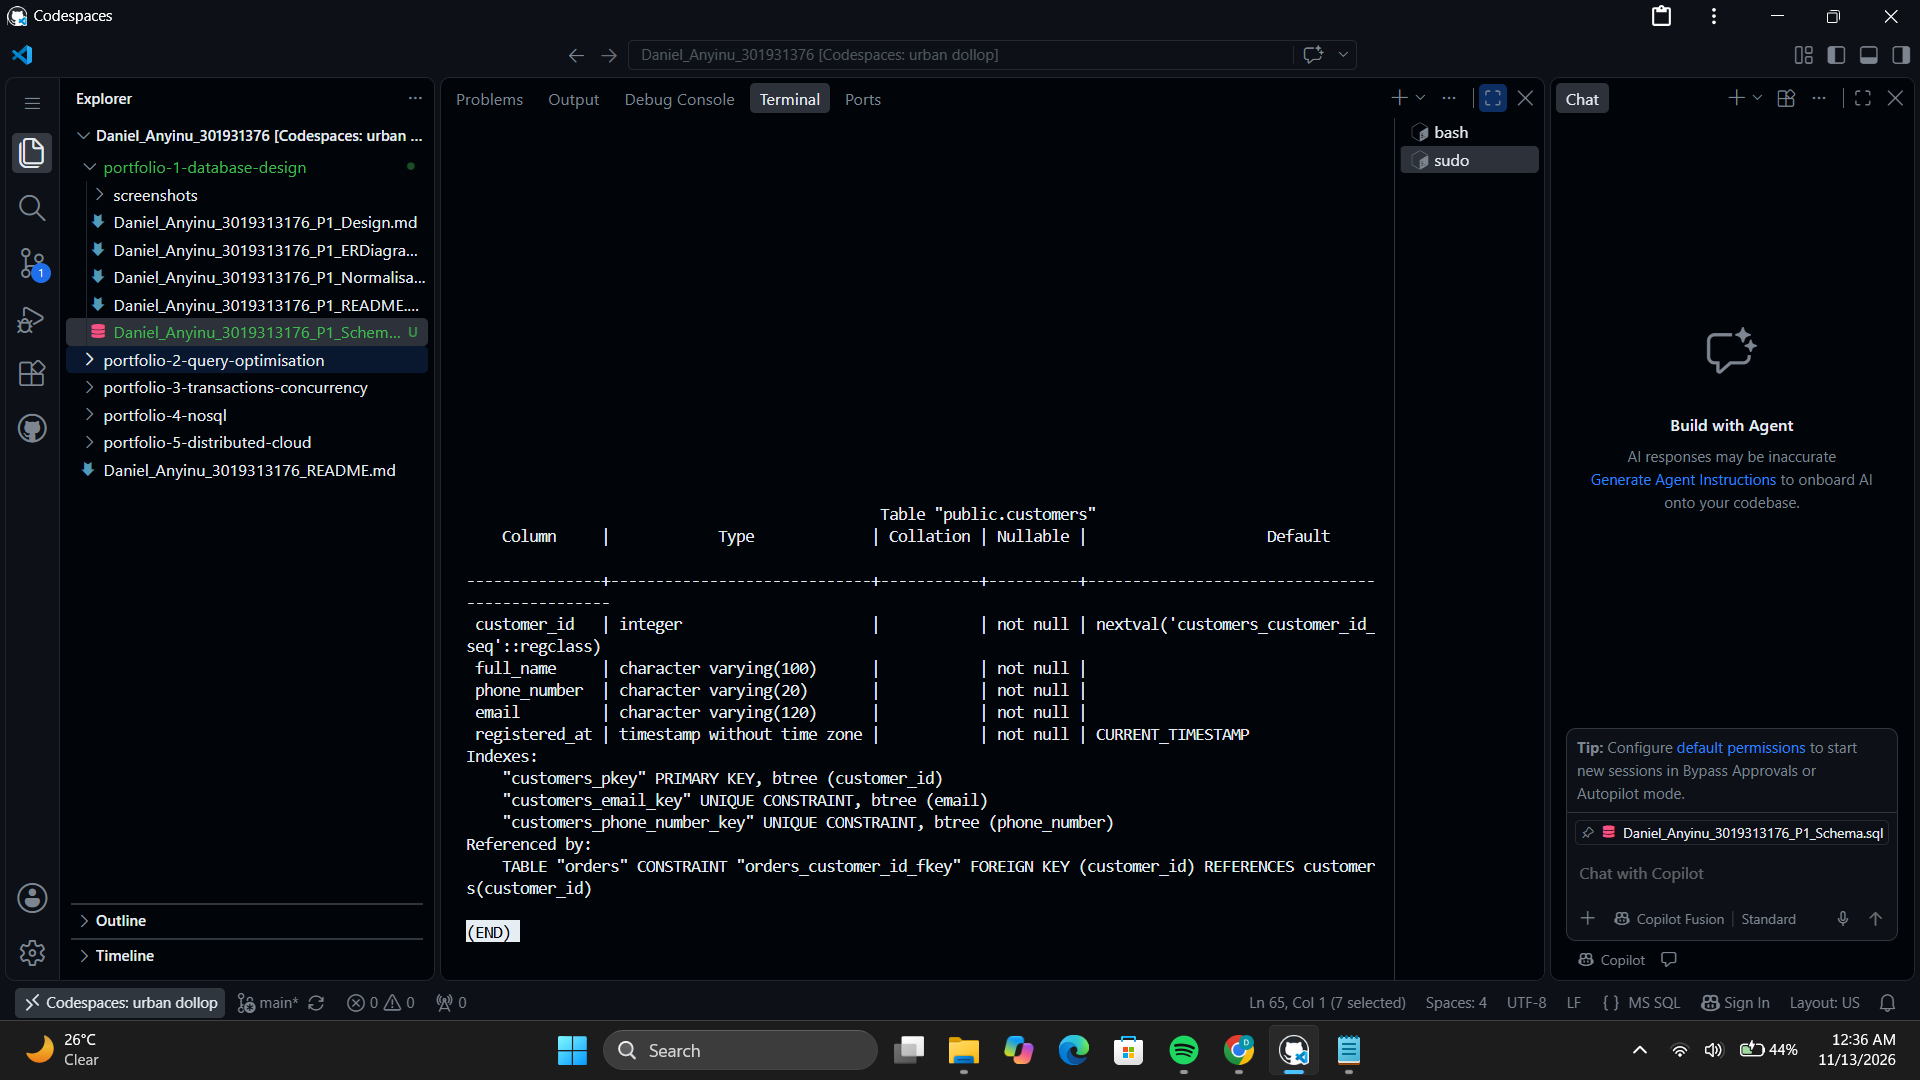 Codespaces
Daniel_Anyinu_301931376 [Codespaces: urban dollop]
Explorer
Daniel_Anyinu_301931376 [Codespaces: urban ...
portfolio-1-database-design
screenshots
Daniel_Anyinu_3019313176_P1_Design.md
Daniel_Anyinu_3019313176_P1_ERDiagra...
Daniel_Anyinu_3019313176_P1_Normalisa...
Daniel_Anyinu_3019313176_P1_README....
Daniel_Anyinu_3019313176_P1_Schem... U
portfolio-2-query-optimisation
portfolio-3-transactions-concurrency
portfolio-4-nosql
portfolio-5-distributed-cloud
Daniel_Anyinu_3019313176_README.md
1
Outline
Timeline
Problems Output Debug Console Terminal Ports
bash
sudo
Table "public.customers"
Column | Type | Collation | Nullable | Default
---------------+-----------------------------+-----------+----------+--------------------------------
----------------
customer_id | integer | | not null | nextval('customers_customer_id_
seq'::regclass)
full_name | character varying(100) | | not null |
phone_number | character varying(20) | | not null |
email | character varying(120) | | not null |
registered_at | timestamp without time zone | | not null | CURRENT_TIMESTAMP
Indexes:
"customers_pkey" PRIMARY KEY, btree (customer_id)
"customers_email_key" UNIQUE CONSTRAINT, btree (email)
"customers_phone_number_key" UNIQUE CONSTRAINT, btree (phone_number)
Referenced by:
TABLE "orders" CONSTRAINT "orders_customer_id_fkey" FOREIGN KEY (customer_id) REFERENCES customer
s(customer_id)
(END)
Chat
Build with Agent
AI responses may be inaccurate
Generate Agent Instructions to onboard AI
onto your codebase.
Tip: Configure default permissions to start
new sessions in Bypass Approvals or
Autopilot mode.
Daniel_Anyinu_3019313176_P1_Schema.sql
Chat with Copilot
Copilot Fusion Standard
Copilot
Codespaces: urban dollop main* 0 0 0 Ln 65, Col 1 (7 selected) Spaces: 4 UTF-8 LF { } MS SQL Sign In Layout: US
26°C
Clear
Search
44%
12:36 AM
11/13/2026